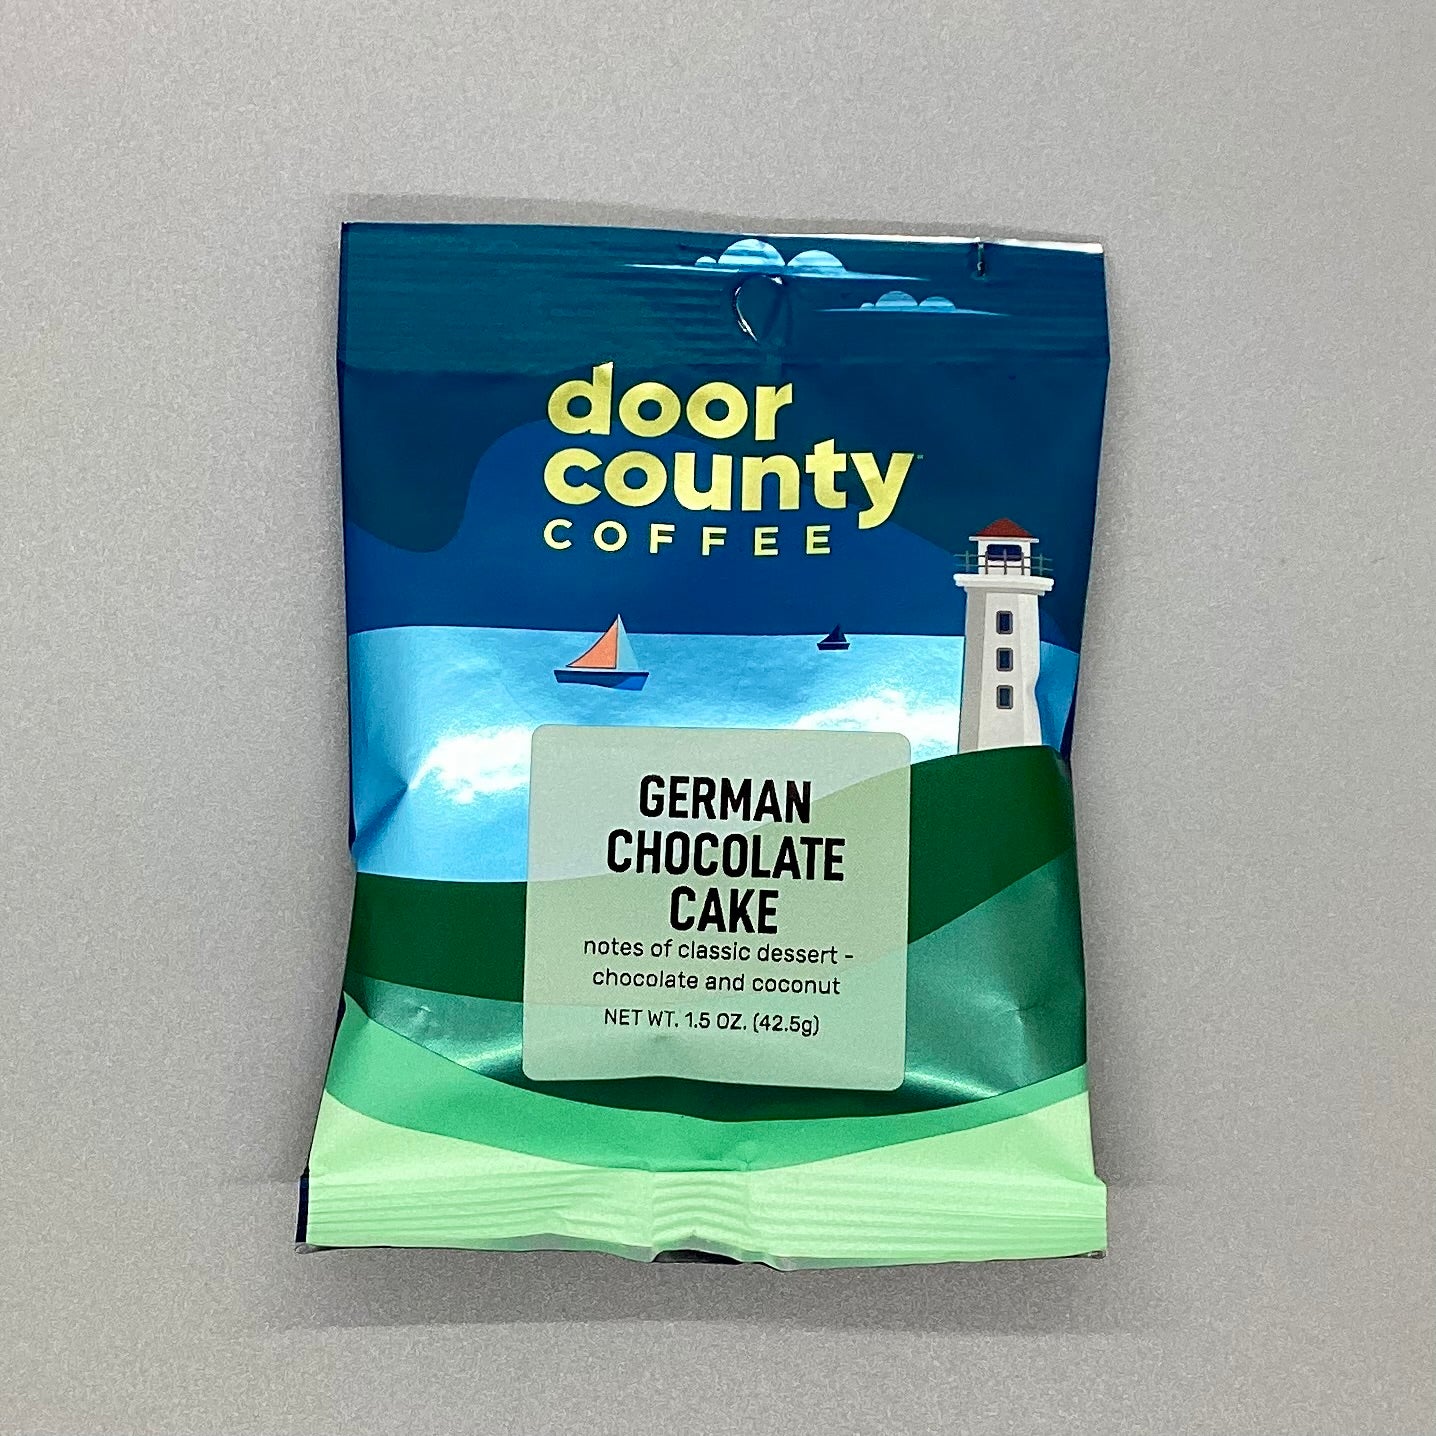 door
county
COFFEE
GERMAN
CHOCOLATE
CAKE
notes of classic dessert -
chocolate and coconut
NET WT. 1.5 OZ. (42.5g)